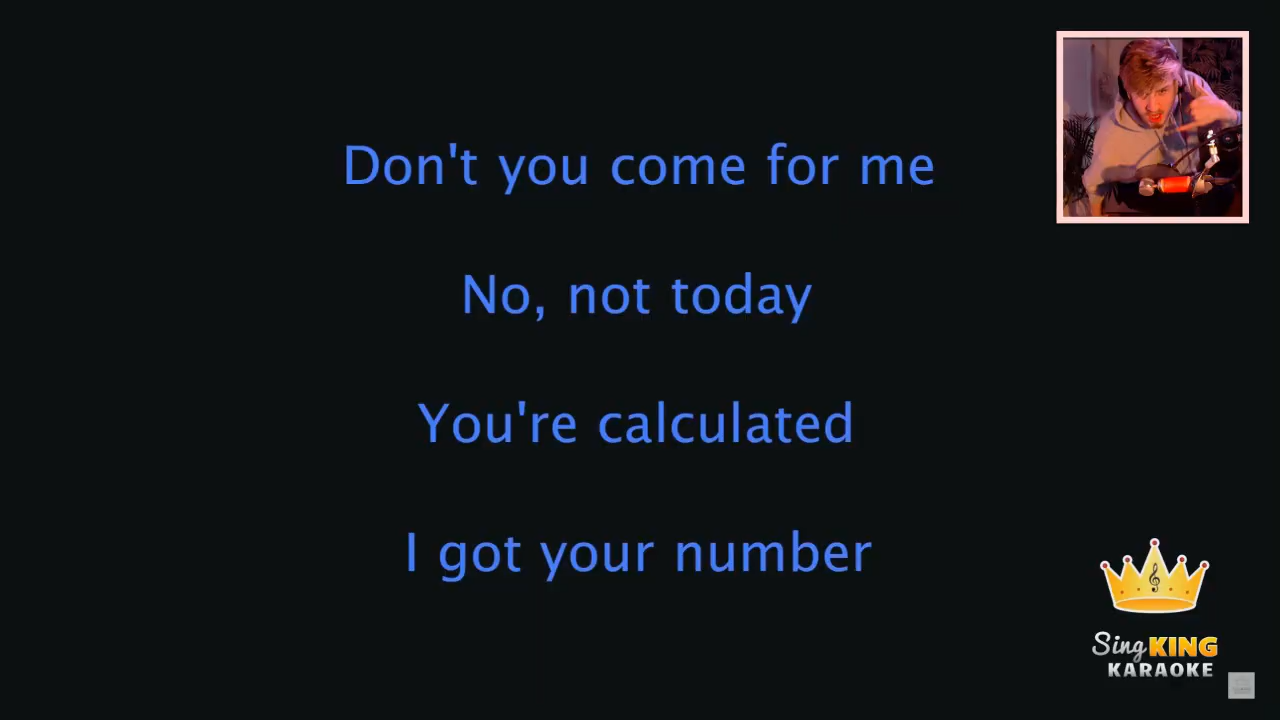 Don't you come for me
No, not today
You're calculated
I got your number
Sing KING
KARAOKE